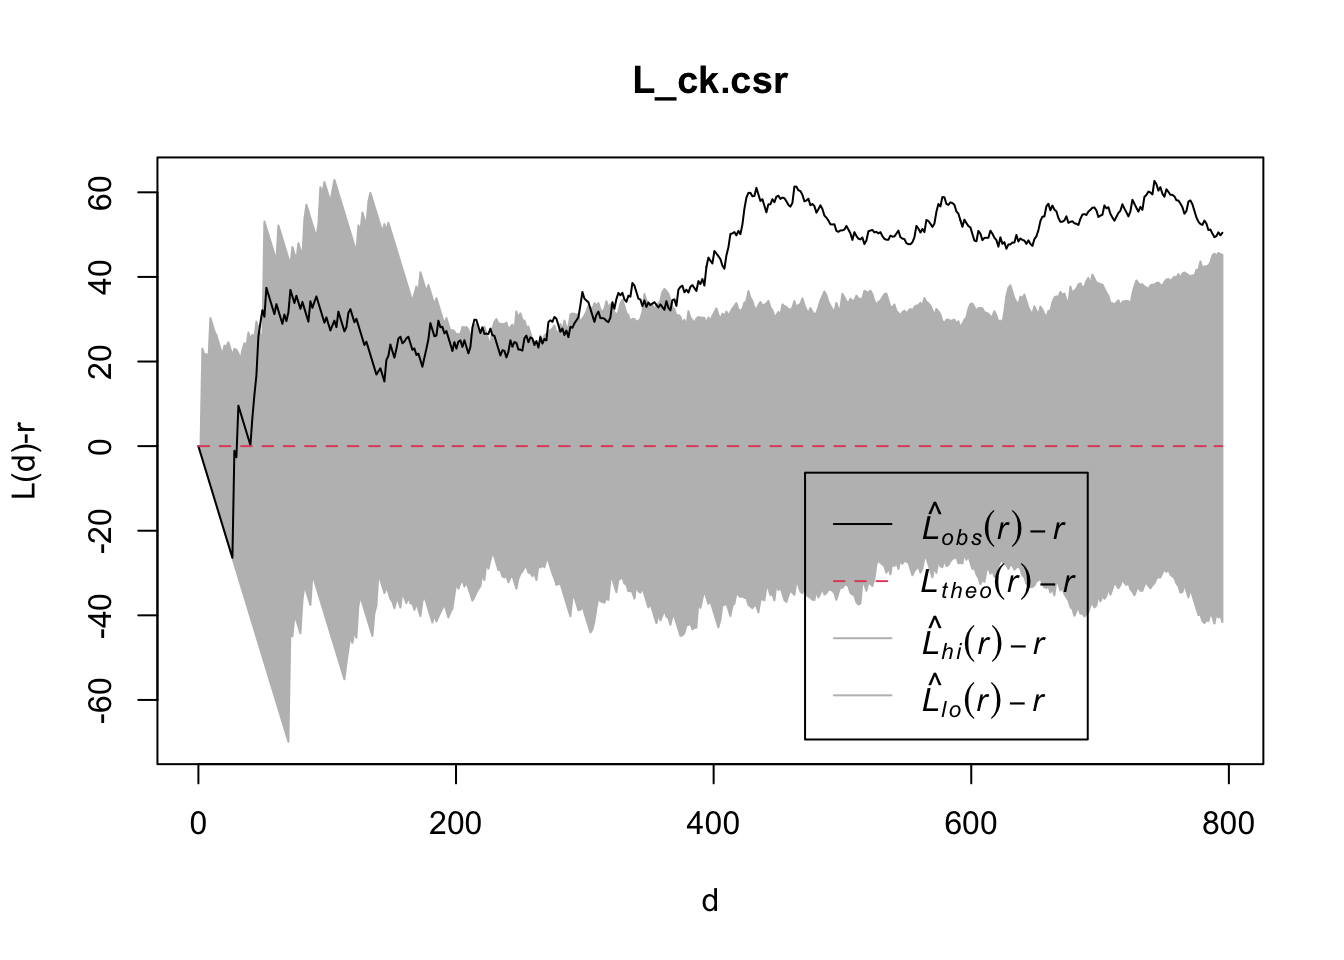 L_ck.csr
L(d)-r
60
40
20
0
-20
-40
-60
L̂obs(r) – r
Ltheo(r) – r
L̂hi(r) – r
L̂lo(r) – r
0 200 400 600 800
d